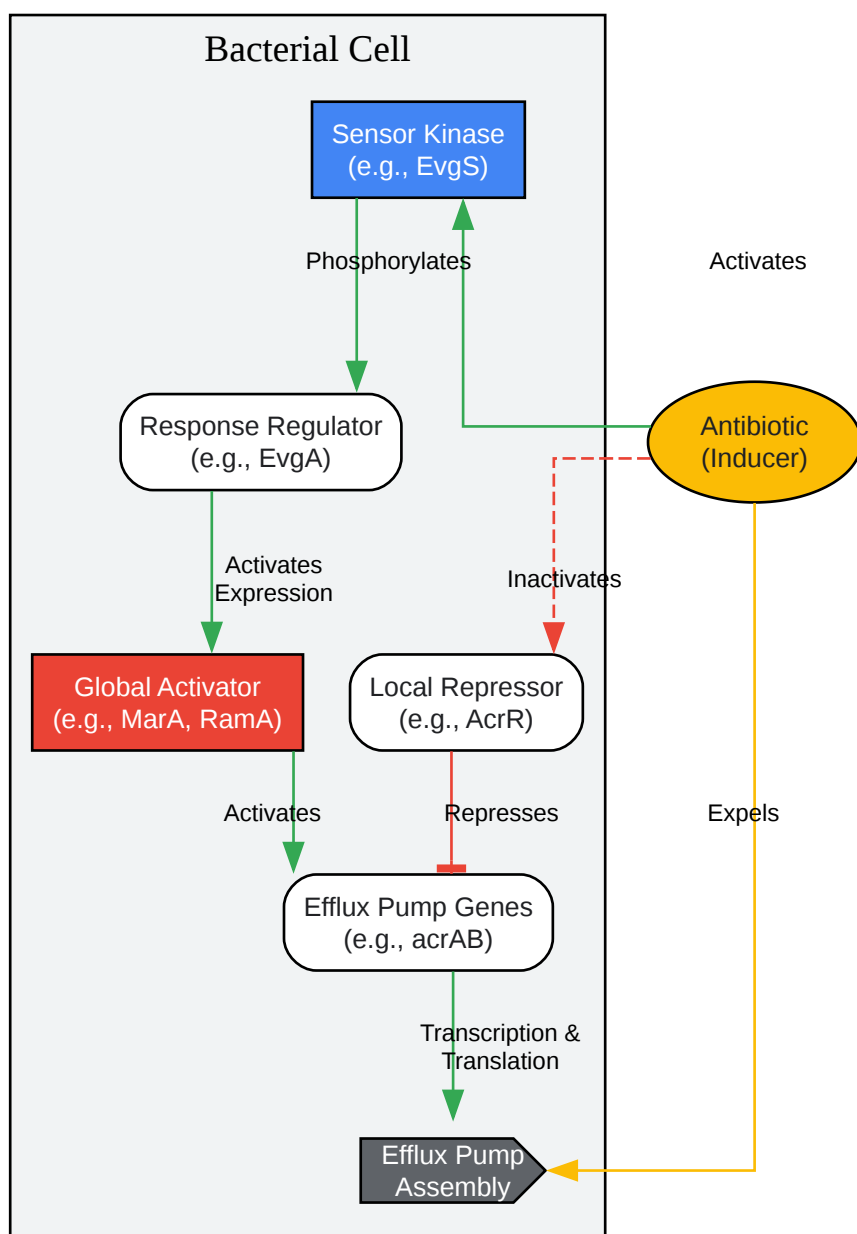 Bacterial Cell
Sensor Kinase
(e.g., EvgS)
Phosphorylates
Activates
Response Regulator
(e.g., EvgA)
Antibiotic
(Inducer)
Activates
Expression
Inactivates
Global Activator
(e.g., MarA, RamA)
Local Repressor
(e.g., AcrR)
Activates
Represses
Expels
Efflux Pump Genes
(e.g., acrAB)
Transcription &
Translation
Efflux Pump
Assembly